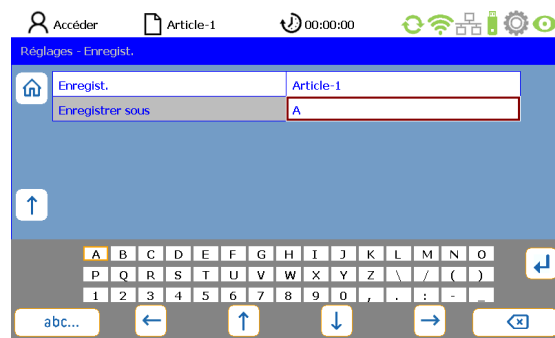 Accéder Article-1 00:00:00
Réglages - Enregist.
Enregist. Article-1
Enregistrer sous A
A B C D E F G H I J K L M N O
P Q R S T U V W X Y Z \ / ( )
1 2 3 4 5 6 7 8 9 0 , . : - _
abc...